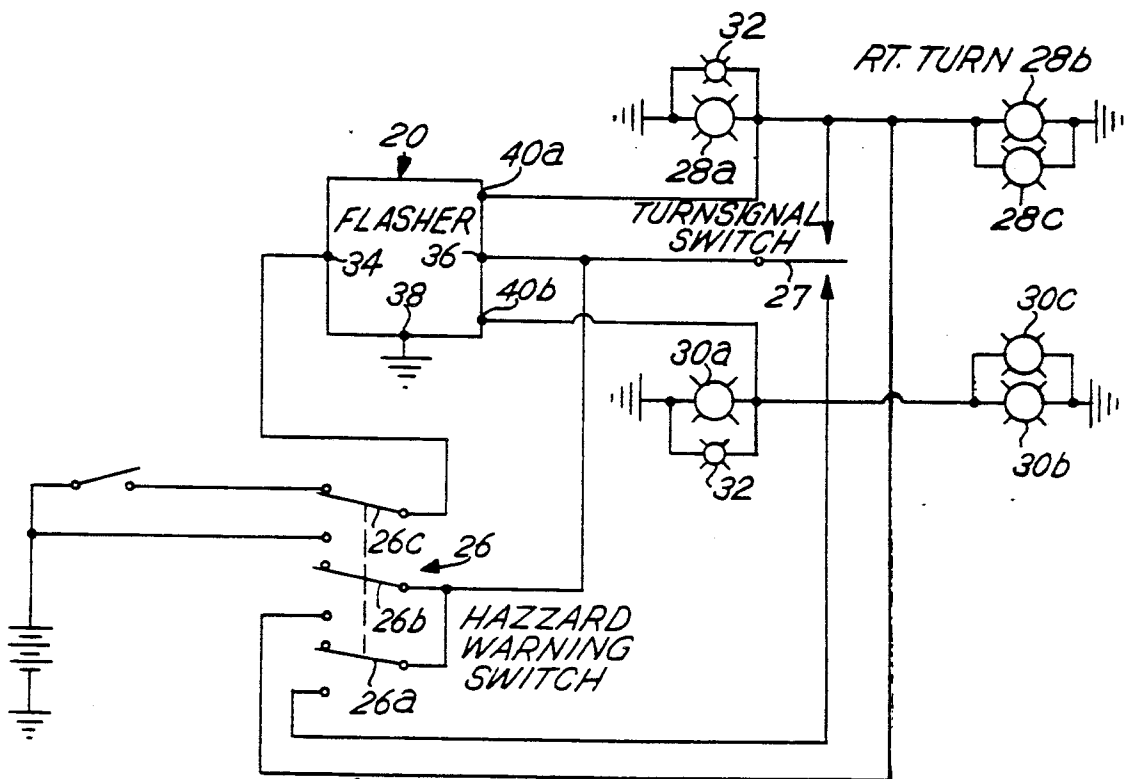 32
RT. TURN 28b
20
40a
28a
FLASHER
TURNSIGNAL
SWITCH
28c
34
36
27
38
40b
30c
30a
32
30b
26c
26
26b
HAZZARD
WARNING
SWITCH
26a